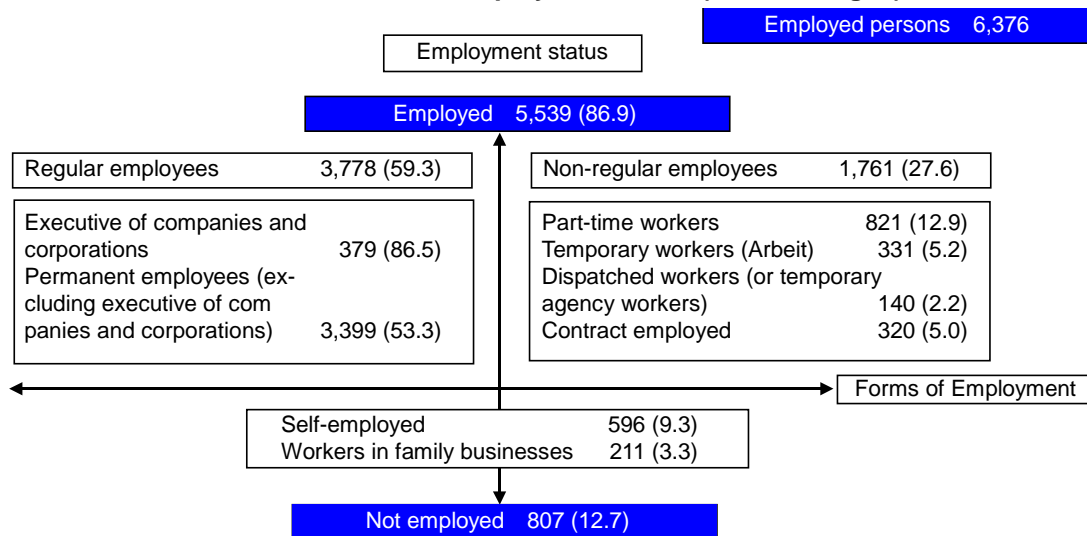 Employed persons 6,376
Employment status
Employed 5,539 (86.9)
Regular employees 3,778 (59.3)
Non-regular employees 1,761 (27.6)
Executive of companies and
corporations 379 (86.5)
Permanent employees (ex-
cluding executive of com
panies and corporations) 3,399 (53.3)
Part-time workers 821 (12.9)
Temporary workers (Arbeit) 331 (5.2)
Dispatched workers (or temporary
agency workers) 140 (2.2)
Contract employed 320 (5.0)
Forms of Employment
Self-employed 596 (9.3)
Workers in family businesses 211 (3.3)
Not employed 807 (12.7)